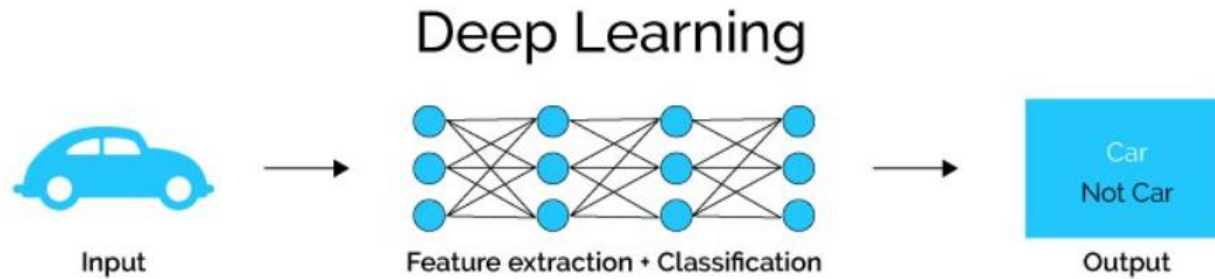 Deep Learning
Car
Not Car
Input
Feature extraction + Classification
Output